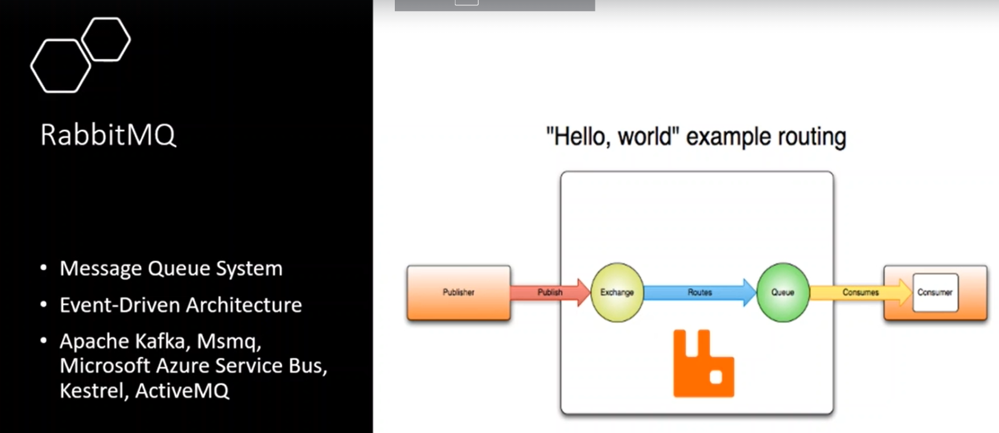 RabbitMQ
• Message Queue System
• Event-Driven Architecture
• Apache Kafka, Msmq,
Microsoft Azure Service Bus,
Kestrel, ActiveMQ
"Hello, world" example routing
Publisher
Publish
Exchange
Routes
Queue
Consumes
Consumer